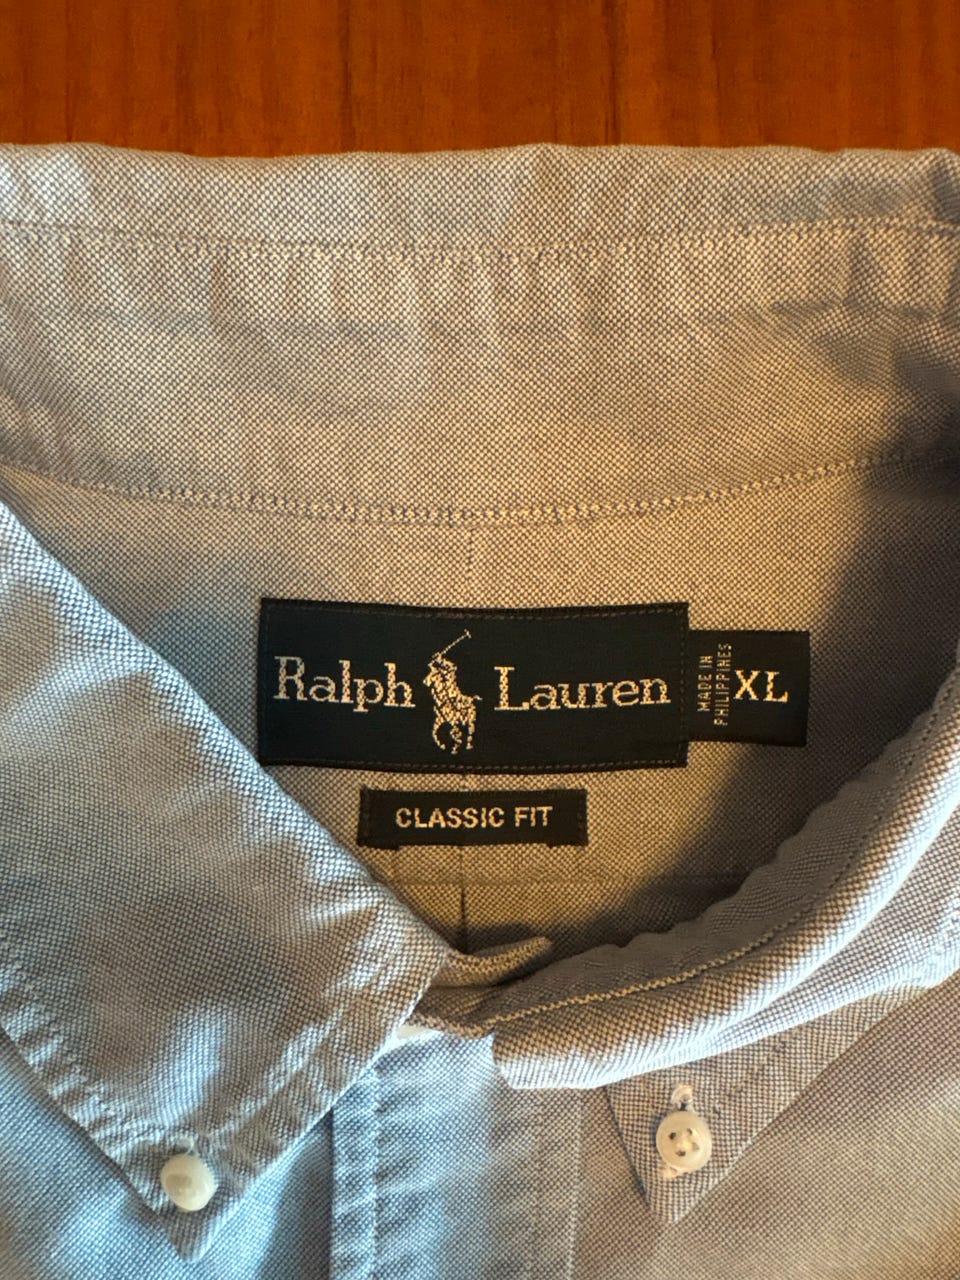 Ralph Lauren
MADE IN
PHILIPPINES
XL
CLASSIC FIT